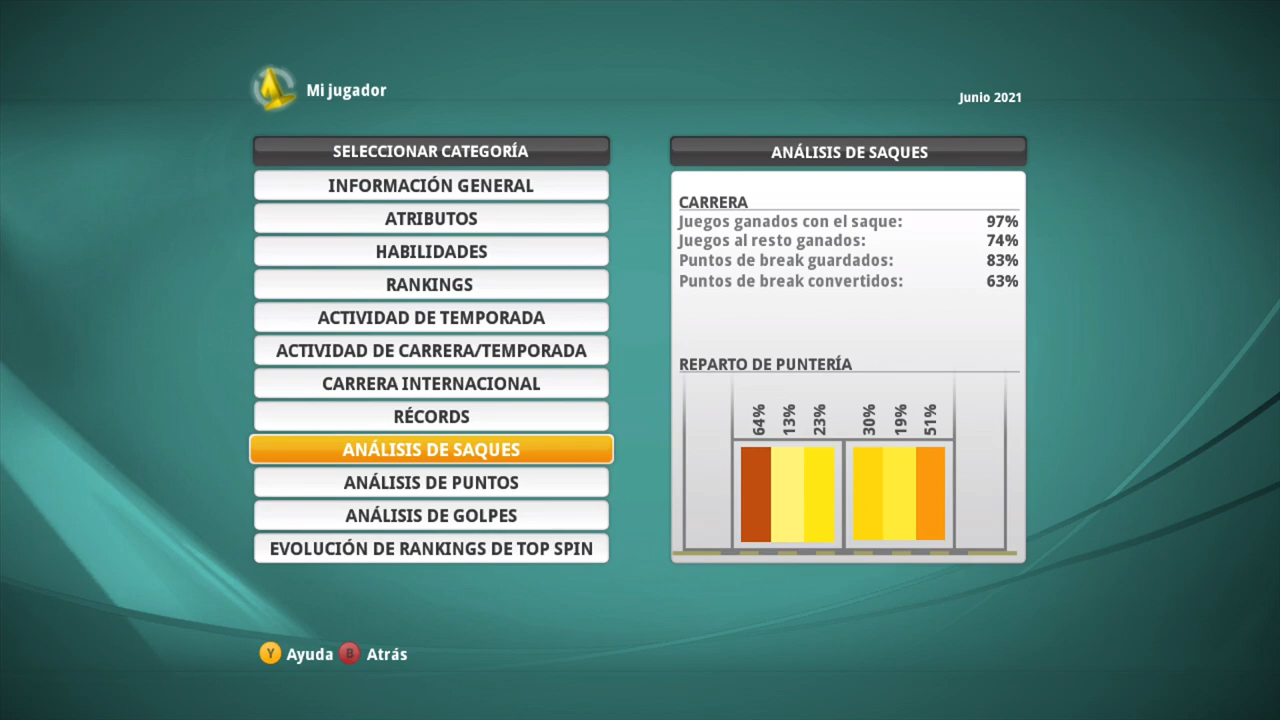 Mi jugador
Junio 2021
SELECCIONAR CATEGORÍA
INFORMACIÓN GENERAL
ATRIBUTOS
HABILIDADES
RANKINGS
ACTIVIDAD DE TEMPORADA
ACTIVIDAD DE CARRERA/TEMPORADA
CARRERA INTERNACIONAL
RÉCORDS
ANÁLISIS DE SAQUES
ANÁLISIS DE PUNTOS
ANÁLISIS DE GOLPES
EVOLUCIÓN DE RANKINGS DE TOP SPIN
ANÁLISIS DE SAQUES
CARRERA
Juegos ganados con el saque: 97%
Juegos al resto ganados: 74%
Puntos de break guardados: 83%
Puntos de break convertidos: 63%
REPARTO DE PUNTERÍA
64% 13% 23% 30% 19% 51%
Y Ayuda B Atrás